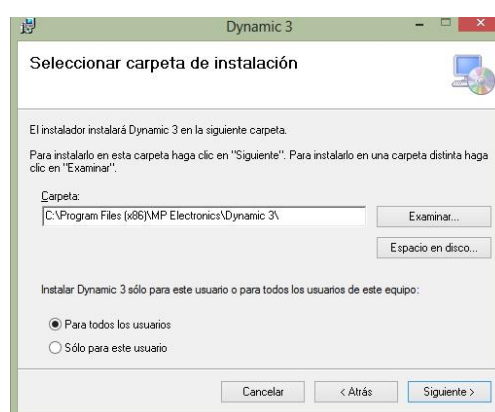 Dynamic 3
Seleccionar carpeta de instalación
El instalador instalará Dynamic 3 en la siguiente carpeta.
Para instalarlo en esta carpeta haga clic en "Siguiente". Para instalarlo en una carpeta distinta haga
clic en "Examinar".
Carpeta:
C:\Program Files (x86)\MP Electronics\Dynamic 3\
Examinar...
Espacio en disco...
Instalar Dynamic 3 sólo para este usuario o para todos los usuarios de este equipo:
Para todos los usuarios
Sólo para este usuario
Cancelar
< Atrás
Siguiente >